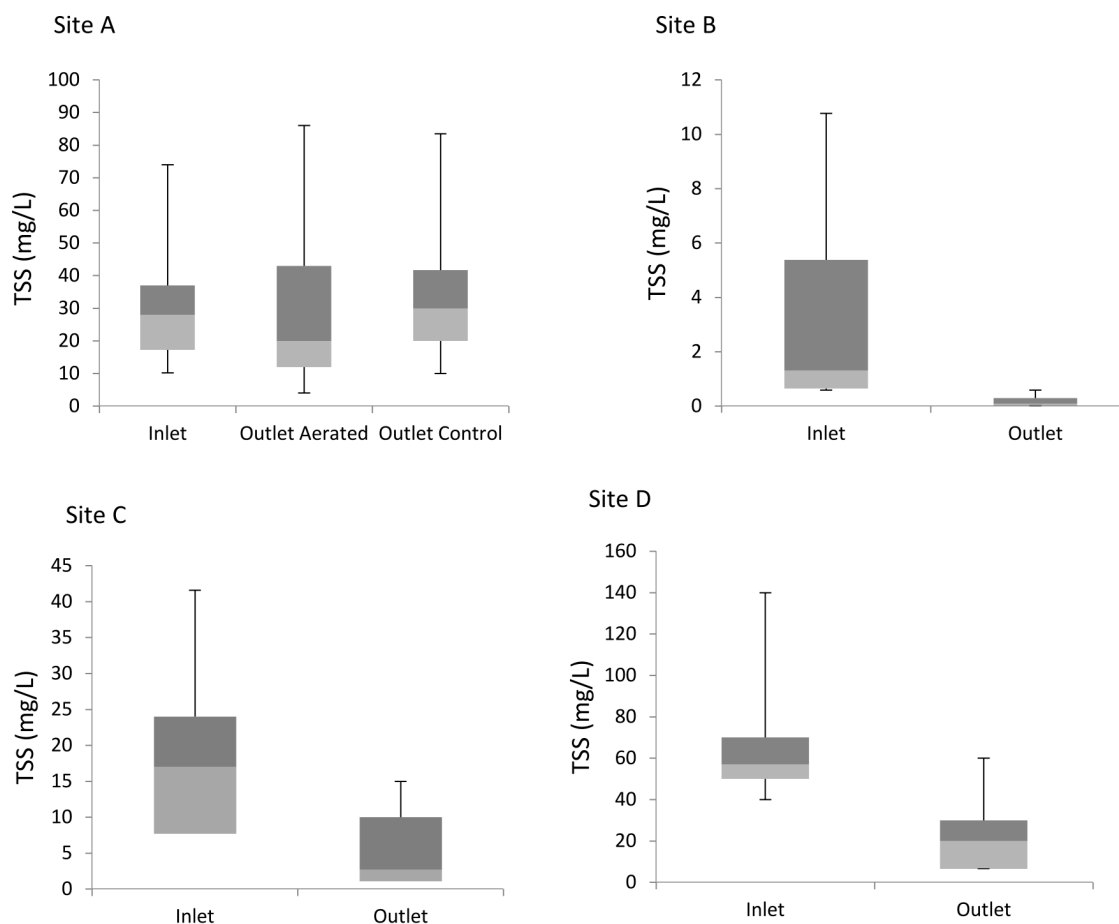 Site A
TSS (mg/L)
100
90
80
70
60
50
40
30
20
10
0
Inlet
Outlet Aerated
Outlet Control
Site B
TSS (mg/L)
12
10
8
6
4
2
0
Inlet
Outlet
Site C
TSS (mg/L)
45
40
35
30
25
20
15
10
5
0
Inlet
Outlet
Site D
TSS (mg/L)
160
140
120
100
80
60
40
20
0
Inlet
Outlet